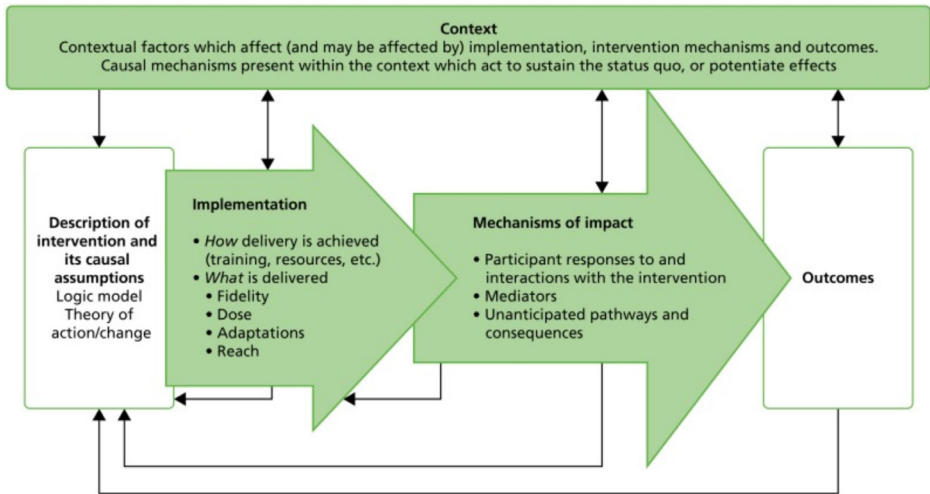 Context
Contextual factors which affect (and may be affected by) implementation, intervention mechanisms and outcomes.
Causal mechanisms present within the context which act to sustain the status quo, or potentiate effects
Description of
intervention and
its causal
assumptions
Logic model
Theory of
action/change
Implementation
• How delivery is achieved
(training, resources, etc.)
• What is delivered
• Fidelity
• Dose
• Adaptations
• Reach
Mechanisms of impact
• Participant responses to and
interactions with the intervention
• Mediators
• Unanticipated pathways and
consequences
Outcomes